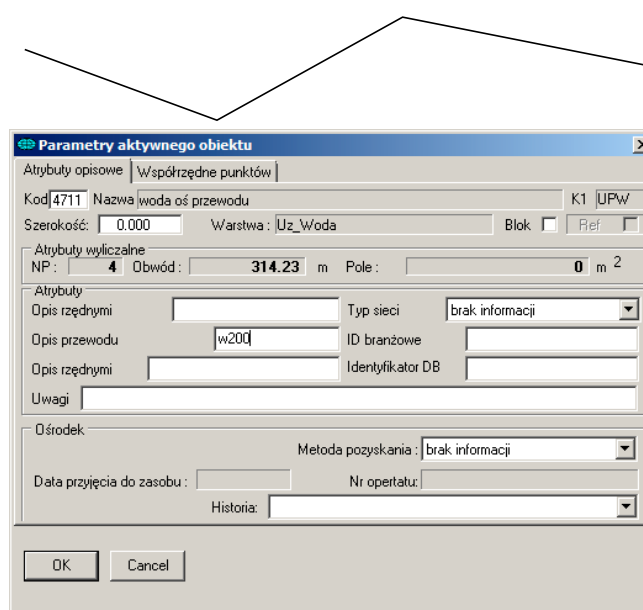 Parametry aktywnego obiektu
Atrybuty opisowe Współrzędne punktów
Kod 4711 Nazwa woda oś przewodu K1 UPW
Szerokość: 0.000 Warstwa : Uz_Woda Blok Ref
Atrybuty wyliczalne
NP : 4 Obwód : 314.23 m Pole : 0 m 2
Atrybuty
Opis rzędnymi Typ sieci brak informacji
Opis przewodu w200 ID branżowe
Opis rzędnymi Identyfikator DB
Uwagi
Ośrodek
Metoda pozyskania : brak informacji
Data przyjęcia do zasobu : Nr opertatu:
Historia:
OK Cancel